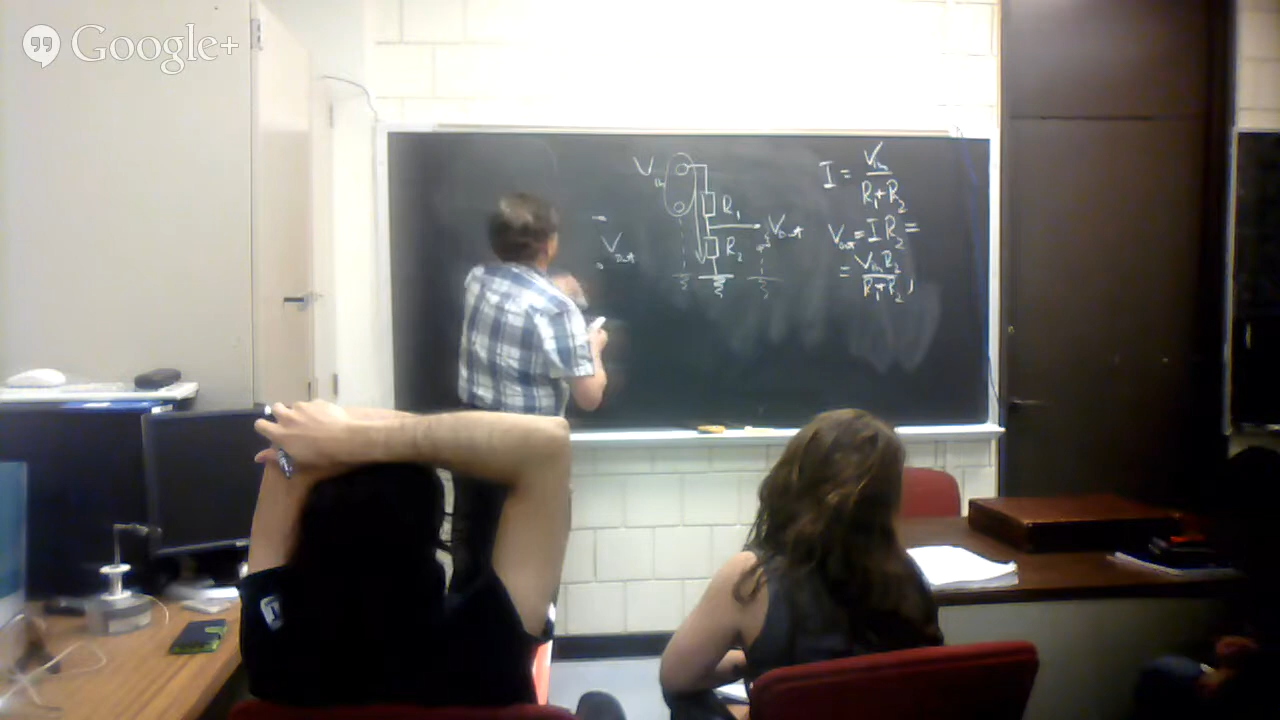 Google+
V_in
R_1
V_out
R_2
V_out
I = V_in / (R_1 + R_2)
V_out = I R_2 =
= V_in R_2 / (R_1 + R_2),